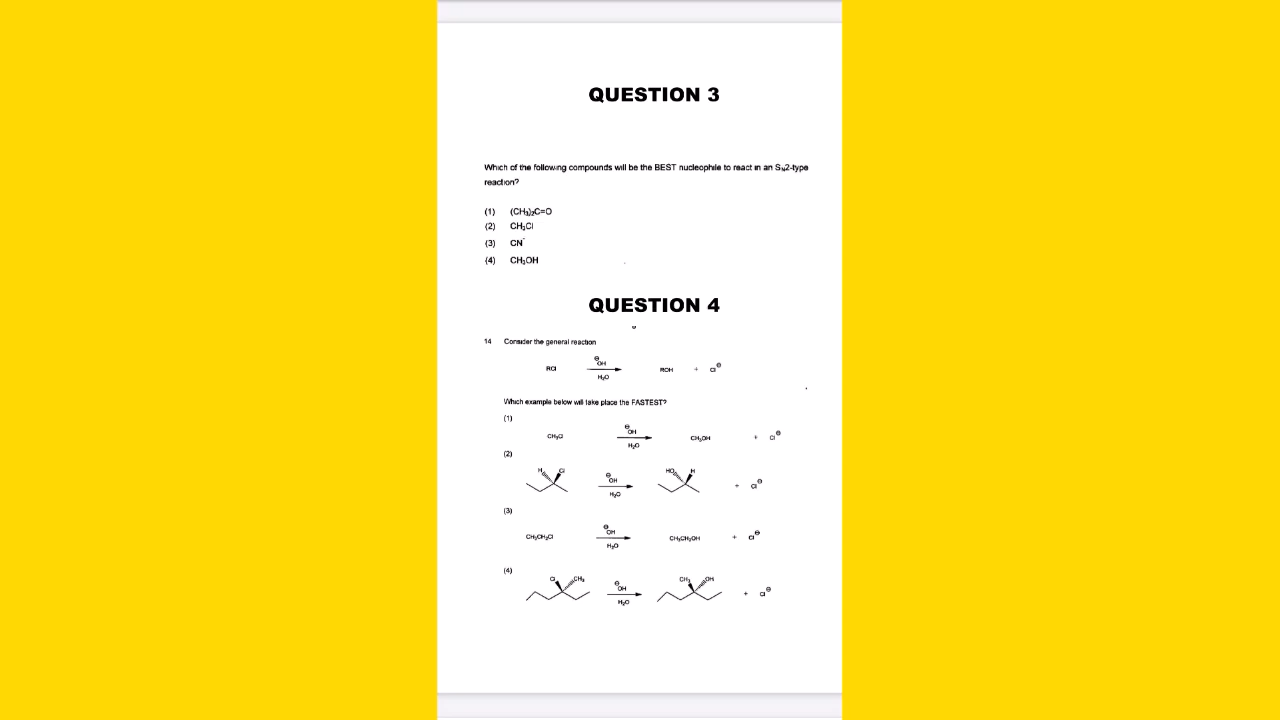 QUESTION 3
Which of the following compounds will be the BEST nucleophile to react in an SN2-type
reaction?
(1) (CH3)2C=O
(2) CH3Cl
(3) CN-
(4) CH3OH
QUESTION 4
14 Consider the general reaction
⊖OH
RCl ROH + Cl⊖
H2O
Which example below will take place the FASTEST?
(1)
⊖OH
CH3Cl CH3OH + Cl⊖
H2O
(2)
H Cl ⊖OH HO H
+ Cl⊖
H2O
(3)
⊖OH
CH3CH2Cl CH3CH2OH + Cl⊖
H2O
(4)
Cl CH3 ⊖OH CH3 OH
+ Cl⊖
H2O